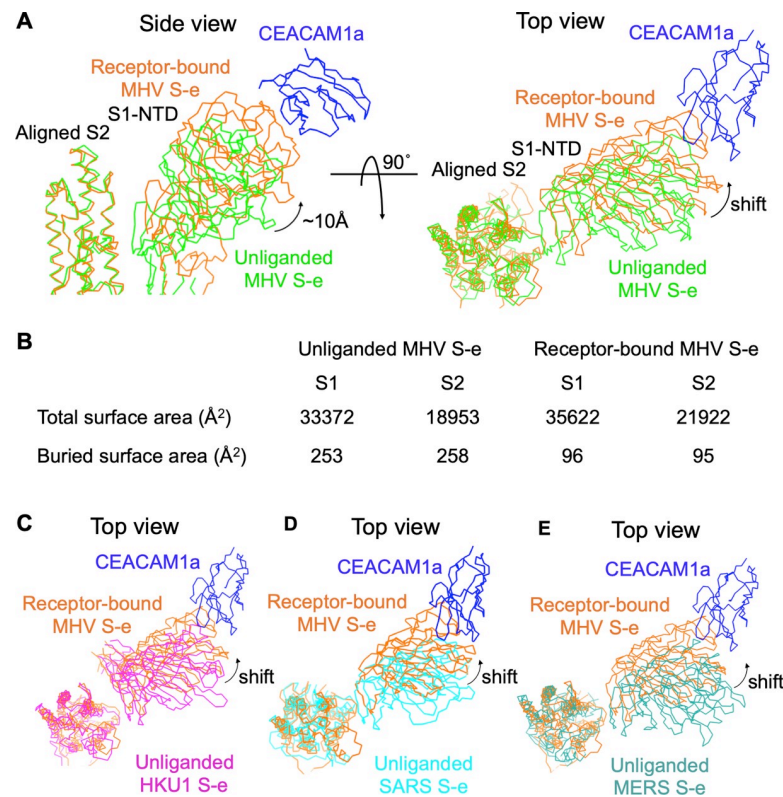 A
Side view
CEACAM1a
Receptor-bound
MHV S-e
S1-NTD
Aligned S2
~10Å
Unliganded
MHV S-e
90°
Top view
CEACAM1a
Receptor-bound
MHV S-e
S1-NTD
Aligned S2
shift
Unliganded
MHV S-e
B
Unliganded MHV S-e Receptor-bound MHV S-e
S1 S2 S1 S2
Total surface area (Å²) 33372 18953 35622 21922
Buried surface area (Å²) 253 258 96 95
C
Top view
CEACAM1a
Receptor-bound
MHV S-e
shift
Unliganded
HKU1 S-e
D
Top view
CEACAM1a
Receptor-bound
MHV S-e
shift
Unliganded
SARS S-e
E
Top view
CEACAM1a
Receptor-bound
MHV S-e
shift
Unliganded
MERS S-e